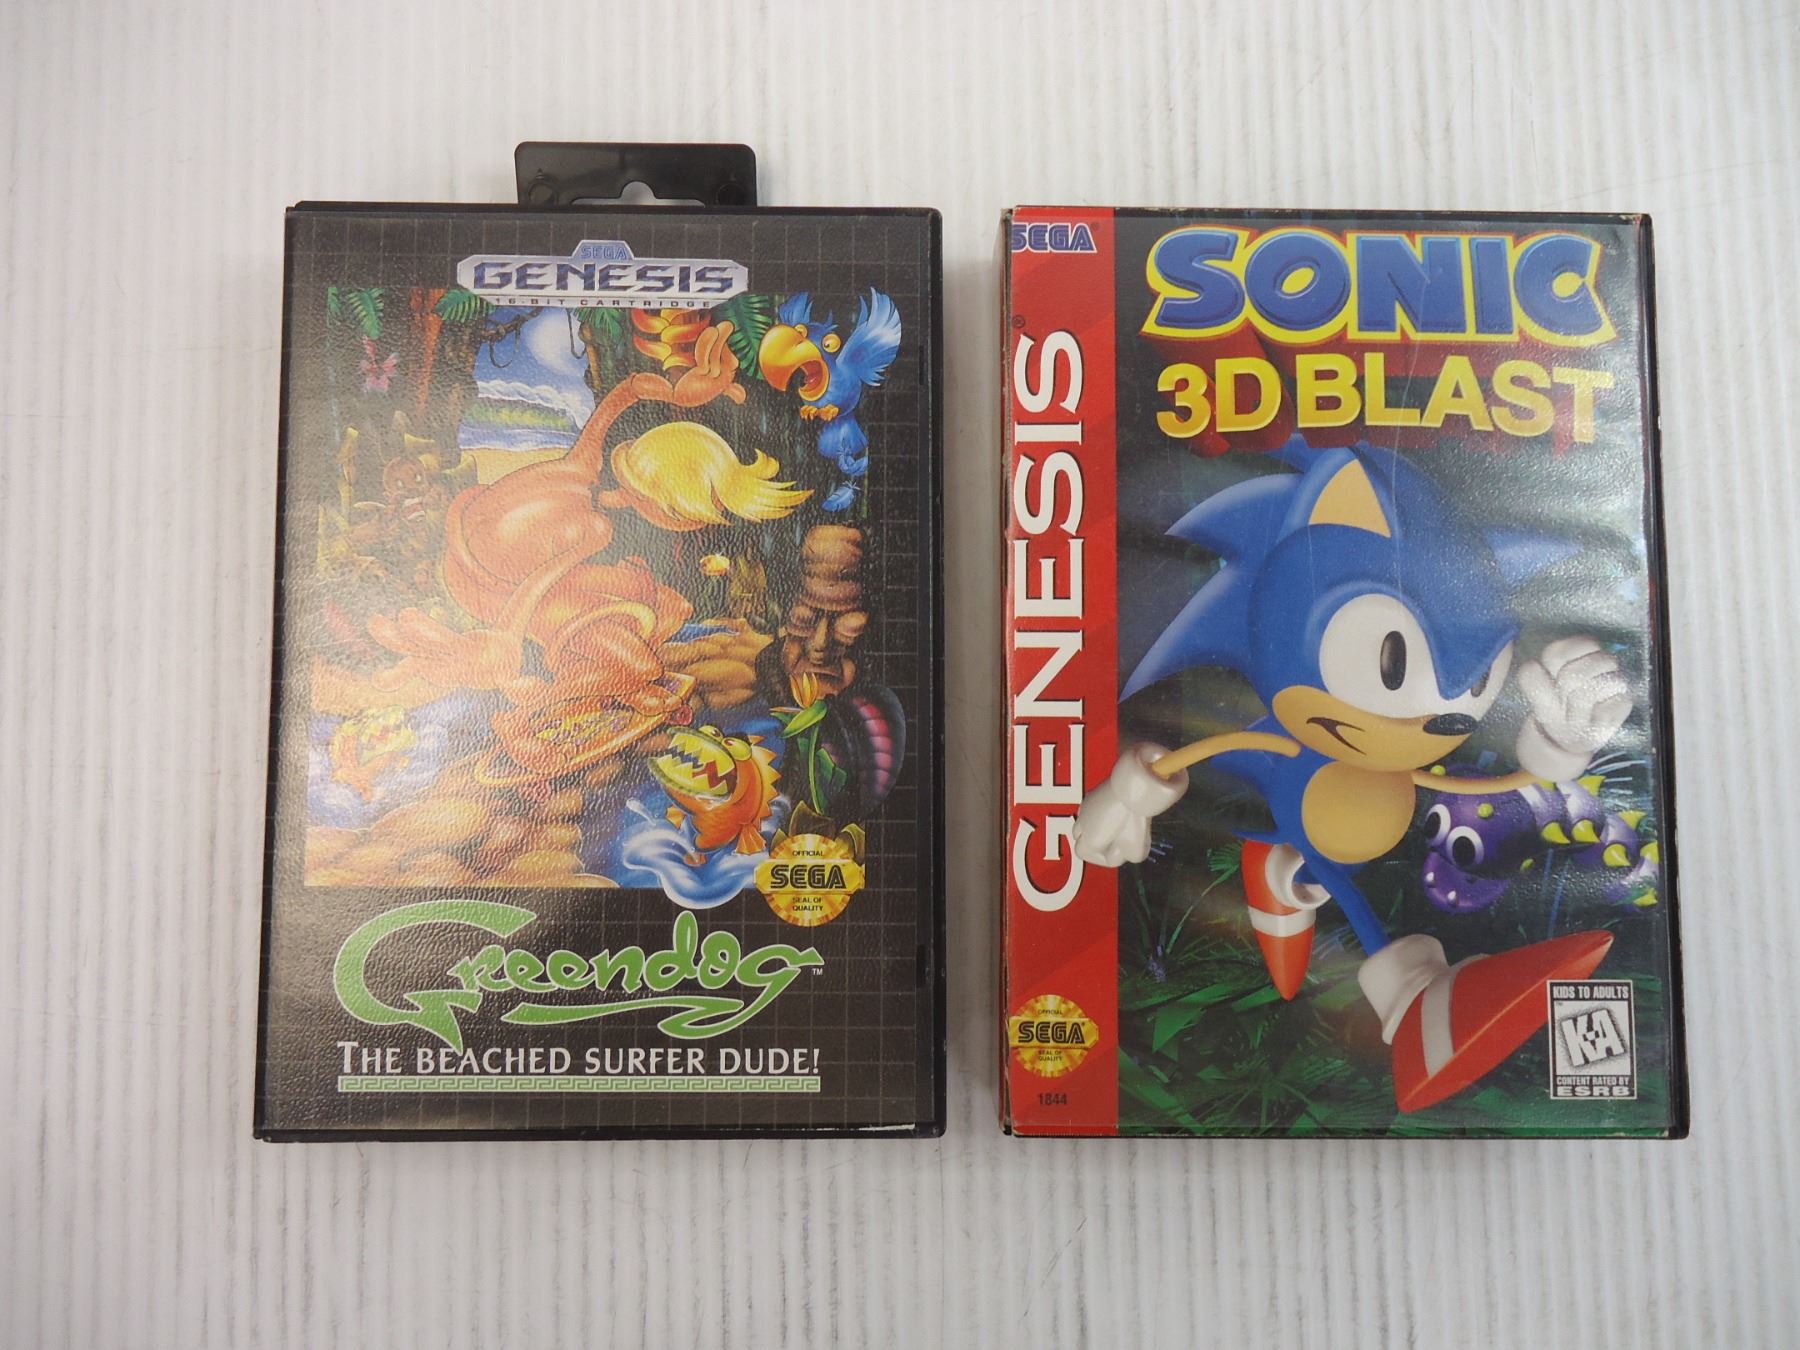 SEGA
GENESIS
16-BIT CARTRIDGE
OFFICIAL
SEGA
SEAL OF
QUALITY
Greendog™
THE BEACHED SURFER DUDE!
SEGA®
GENESIS®
SONIC
3D BLAST
OFFICIAL
SEGA®
SEAL OF
QUALITY
1844
KIDS TO ADULTS
K-A
CONTENT RATED BY
ESRB